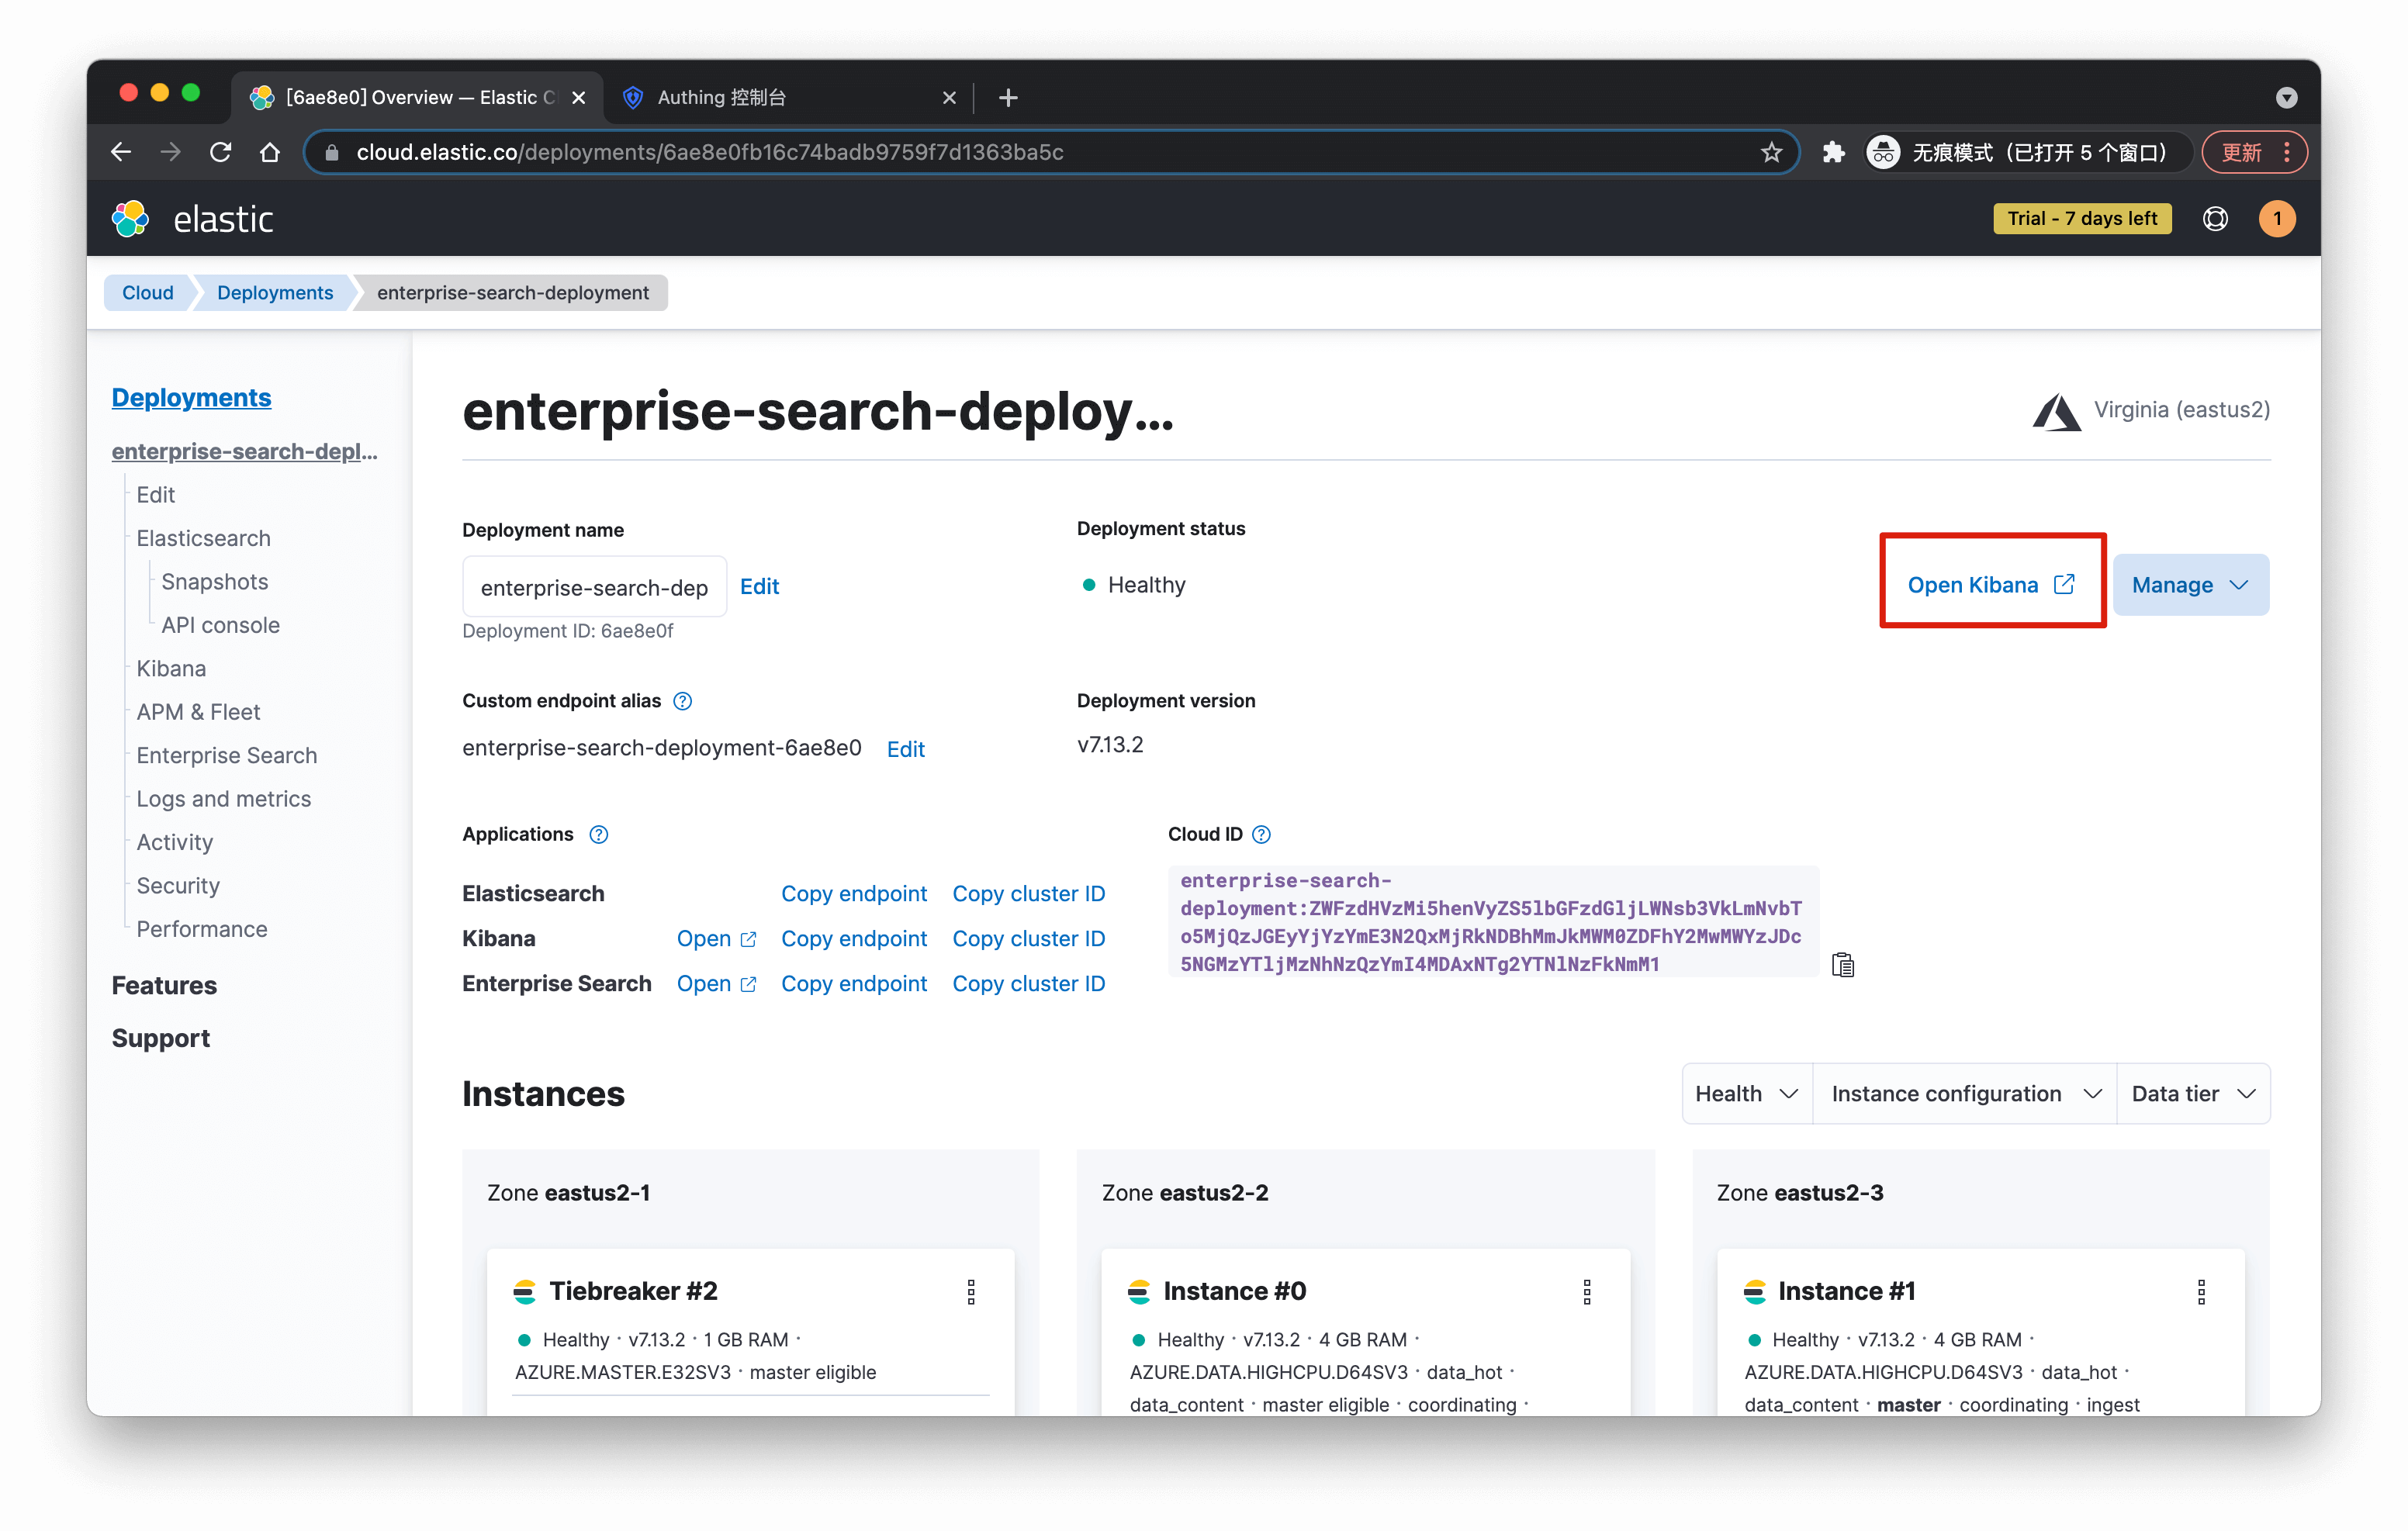 [6ae8e0] Overview — Elastic C
Authing 控制台
cloud.elastic.co/deployments/6ae8e0fb16c74badb9759f7d1363ba5c
无痕模式（已打开 5 个窗口）
更新
elastic
Trial - 7 days left
1
Cloud
Deployments
enterprise-search-deployment
Deployments
enterprise-search-depl...
Edit
Elasticsearch
Snapshots
API console
Kibana
APM & Fleet
Enterprise Search
Logs and metrics
Activity
Security
Performance
Features
Support
enterprise-search-deploy...
Virginia (eastus2)
Deployment name
enterprise-search-dep
Edit
Deployment ID: 6ae8e0f
Deployment status
Healthy
Open Kibana
Manage
Custom endpoint alias
enterprise-search-deployment-6ae8e0 Edit
Deployment version
v7.13.2
Applications
Elasticsearch Copy endpoint Copy cluster ID
Kibana Open Copy endpoint Copy cluster ID
Enterprise Search Open Copy endpoint Copy cluster ID
Cloud ID
enterprise-search-
deployment:ZWFzdHVzMi5henVyZS5lbGFzdGljLWNsb3VkLmNvbT
o5MjQzJGEyYjYzYmE3N2QxMjRkNDBhMmJkMWM0ZDFhY2MwMWYzJDc
5NGMzYTljMzNhNzQzYmI4MDAxNTg2YTNlNzFkNmM1
Instances
Health
Instance configuration
Data tier
Zone eastus2-1
Tiebreaker #2
Healthy · v7.13.2 · 1 GB RAM ·
AZURE.MASTER.E32SV3 · master eligible
Zone eastus2-2
Instance #0
Healthy · v7.13.2 · 4 GB RAM ·
AZURE.DATA.HIGHCPU.D64SV3 · data_hot ·
data_content · master eligible · coordinating ·
Zone eastus2-3
Instance #1
Healthy · v7.13.2 · 4 GB RAM ·
AZURE.DATA.HIGHCPU.D64SV3 · data_hot ·
data_content · master · coordinating · ingest